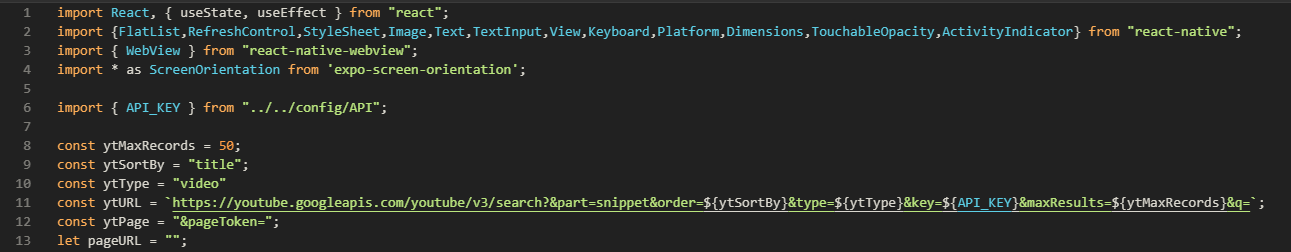 1 import React, { useState, useEffect } from "react";
2 import {FlatList,RefreshControl,StyleSheet,Image,Text,TextInput,View,Keyboard,Platform,Dimensions,TouchableOpacity,ActivityIndicator} from "react-native";
3 import { WebView } from "react-native-webview";
4 import * as ScreenOrientation from 'expo-screen-orientation';
5
6 import { API_KEY } from "../../config/API";
7
8 const ytMaxRecords = 50;
9 const ytSortBy = "title";
10 const ytType = "video"
11 const ytURL = `https://youtube.googleapis.com/youtube/v3/search?&part=snippet&order=${ytSortBy}&type=${ytType}&key=${API_KEY}&maxResults=${ytMaxRecords}&q=`;
12 const ytPage = "&pageToken=";
13 let pageURL = "";